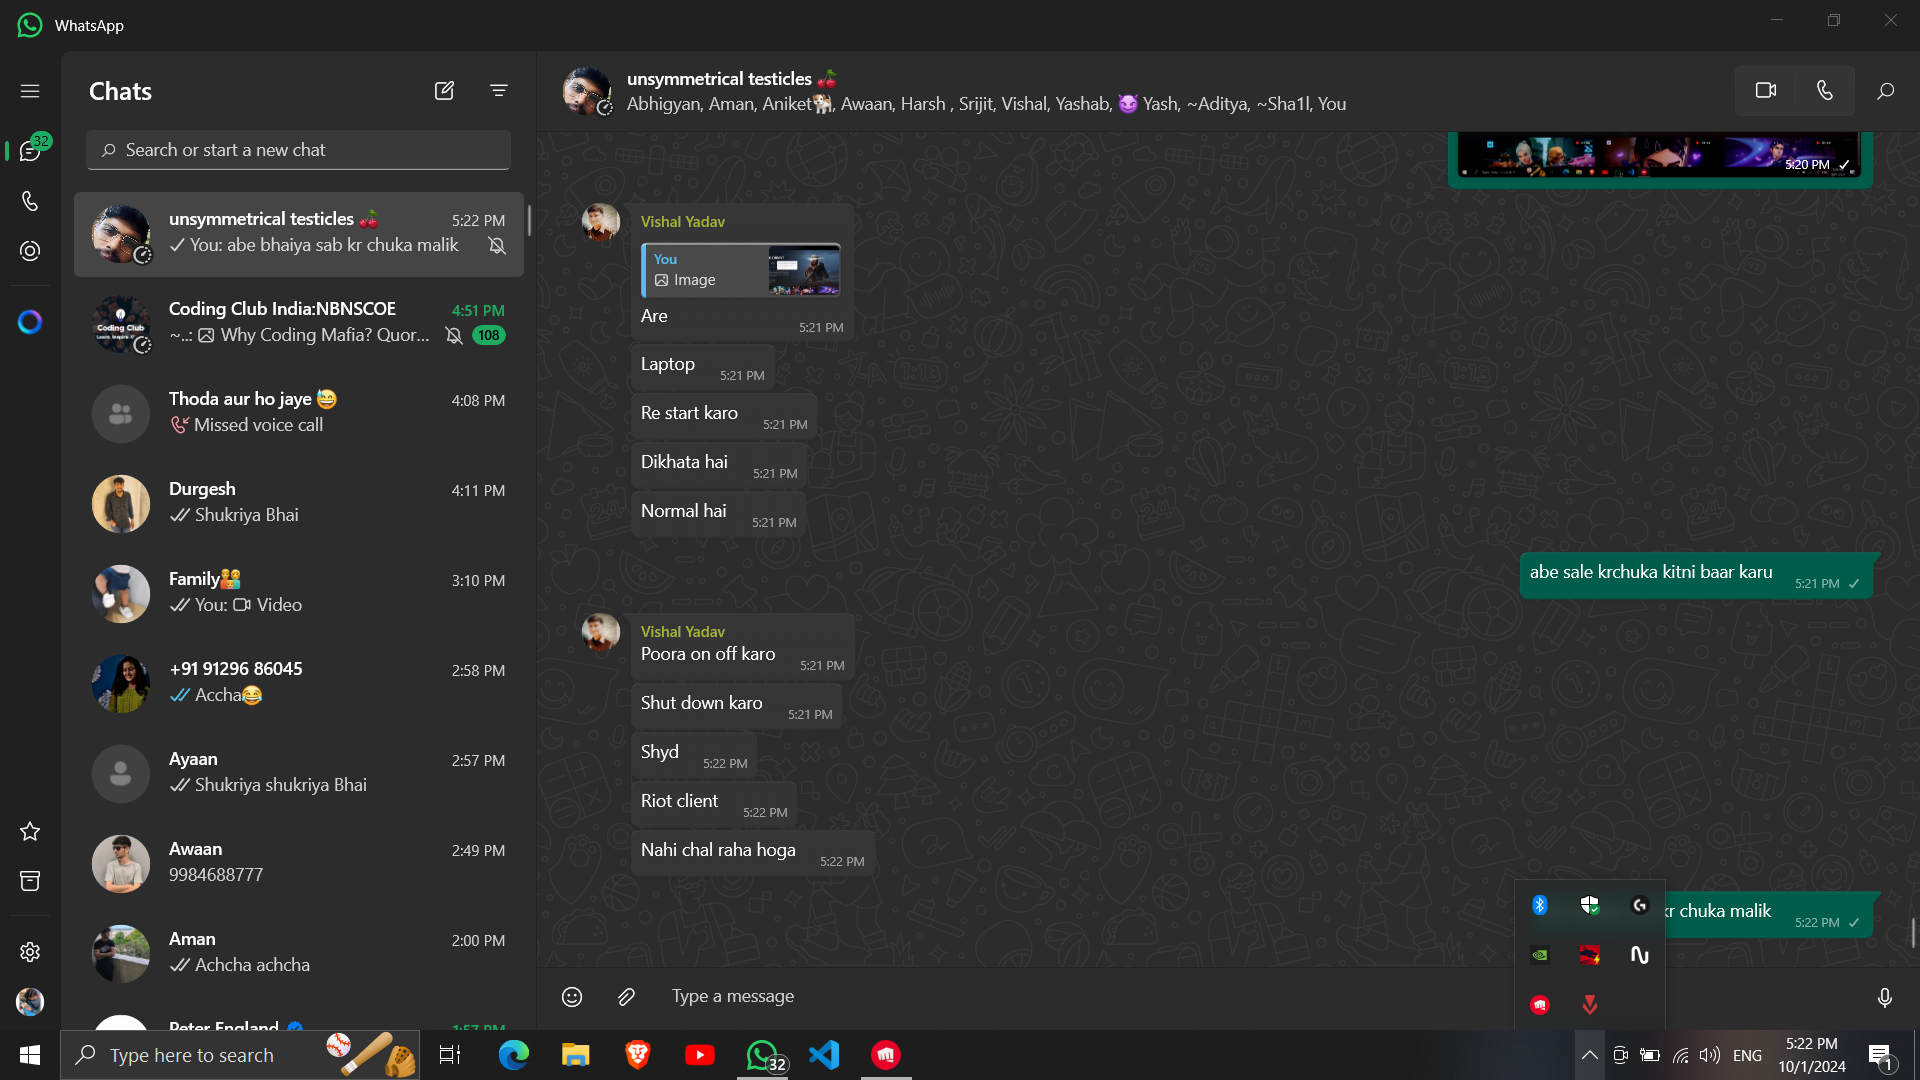 WhatsApp
Chats
Search or start a new chat
32
unsymmetrical testicles 🍒
5:22 PM
You: abe bhaiya sab kr chuka malik
Coding Club India:NBNSCOE
4:51 PM
~..: Why Coding Mafia? Quor...
108
Coding Club
Thoda aur ho jaye 😅
4:08 PM
Missed voice call
Durgesh
4:11 PM
Shukriya Bhai
Family👨‍👩‍👧‍👦
3:10 PM
You: Video
+91 91296 86045
2:58 PM
Accha😂
Ayaan
2:57 PM
Shukriya shukriya Bhai
Awaan
2:49 PM
9984688777
Aman
2:00 PM
Achcha achcha
Peter England
1:57 PM
unsymmetrical testicles 🍒
Abhigyan, Aman, Aniket🐕, Awaan, Harsh , Srijit, Vishal, Yashab, 😈 Yash, ~Aditya, ~Sha1l, You
5:20 PM
Vishal Yadav
You
Image
Are
5:21 PM
Laptop
5:21 PM
Re start karo
5:21 PM
Dikhata hai
5:21 PM
Normal hai
5:21 PM
abe sale krchuka kitni baar karu
5:21 PM
Vishal Yadav
Poora on off karo
5:21 PM
Shut down karo
5:21 PM
Shyd
5:22 PM
Riot client
5:22 PM
Nahi chal raha hoga
5:22 PM
kr chuka malik
5:22 PM
Type a message
Type here to search
32
ENG
5:22 PM
10/1/2024
1